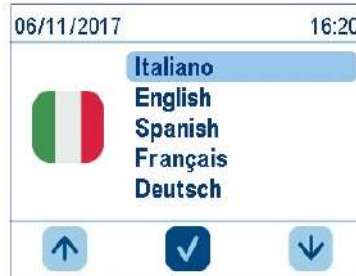 06/11/2017 16:20
Italiano
English
Spanish
Français
Deutsch